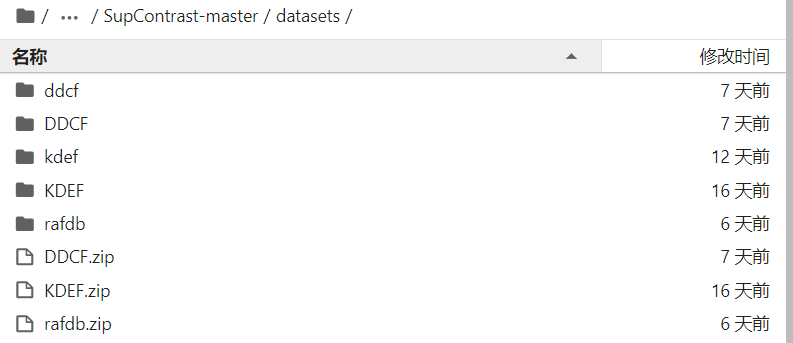 / ··· / SupContrast-master / datasets /
名称 修改时间
ddcf 7 天前
DDCF 7 天前
kdef 12 天前
KDEF 16 天前
rafdb 6 天前
DDCF.zip 7 天前
KDEF.zip 16 天前
rafdb.zip 6 天前